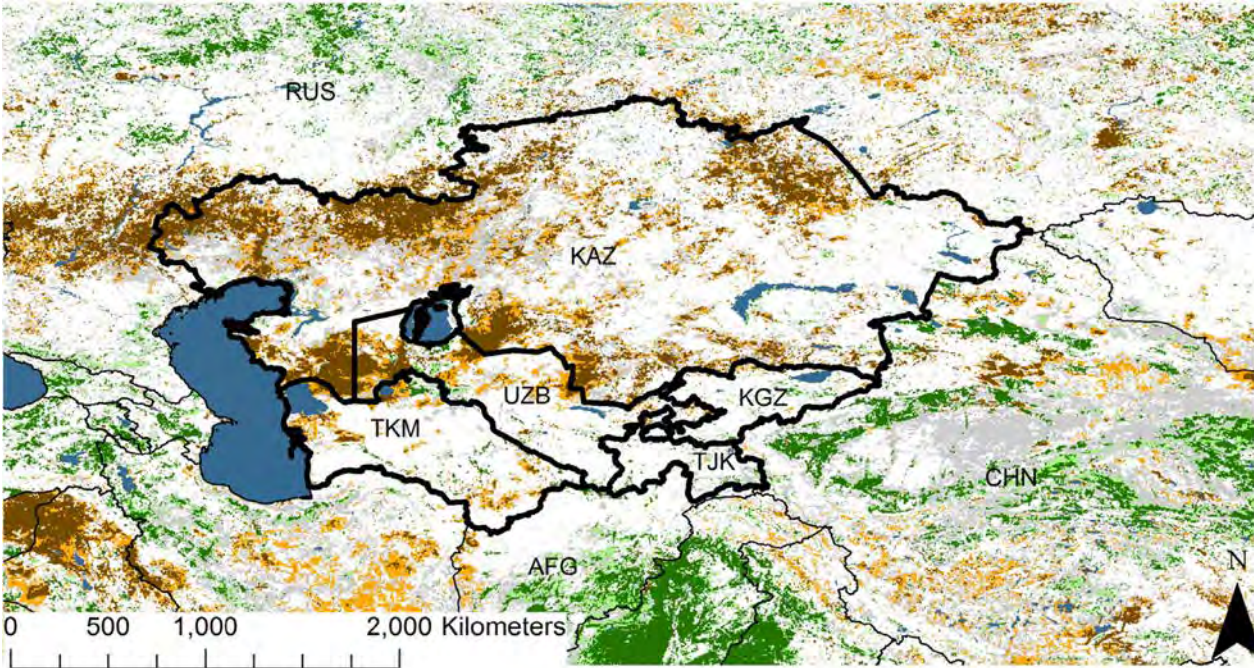 RUS
KAZ
UZB
KGZ
TKM
TJK
CHN
AFG
N
0 500 1,000 2,000 Kilometers